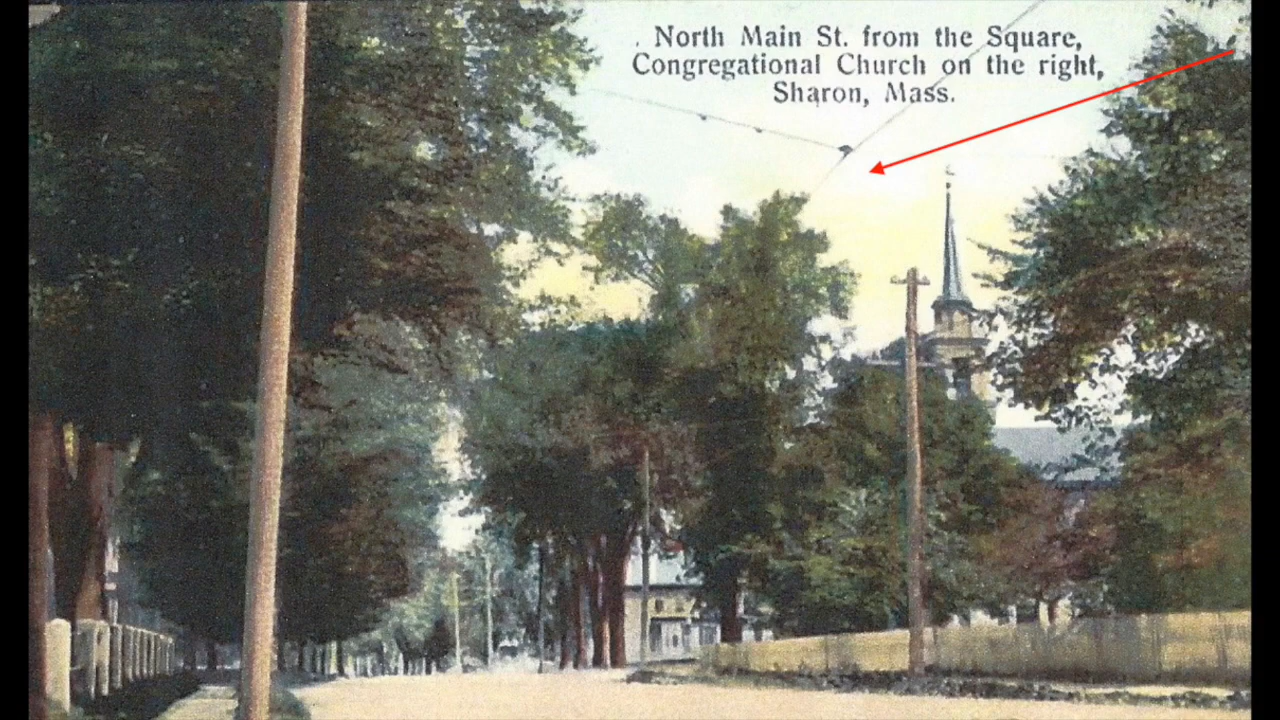 North Main St. from the Square,
Congregational Church on the right,
Sharon, Mass.